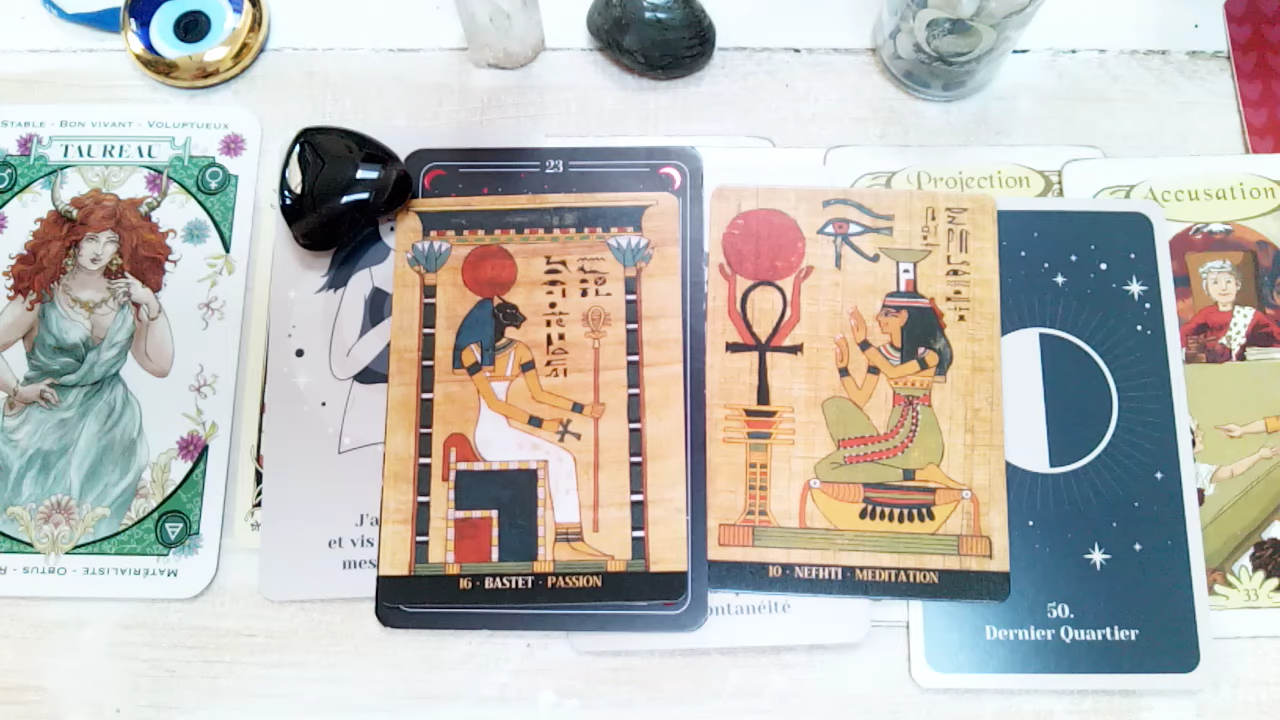 STABLE - BON VIVANT - VOLUPTUEUX
TAUREAU
MATÉRIALISTE - OBTUS - R
J'a
et vis
mes
23
16 · BASTET · PASSION
10 · NEFHTI · MEDITATION
ontanéité
Projection
50.
Dernier Quartier
Accusation
33